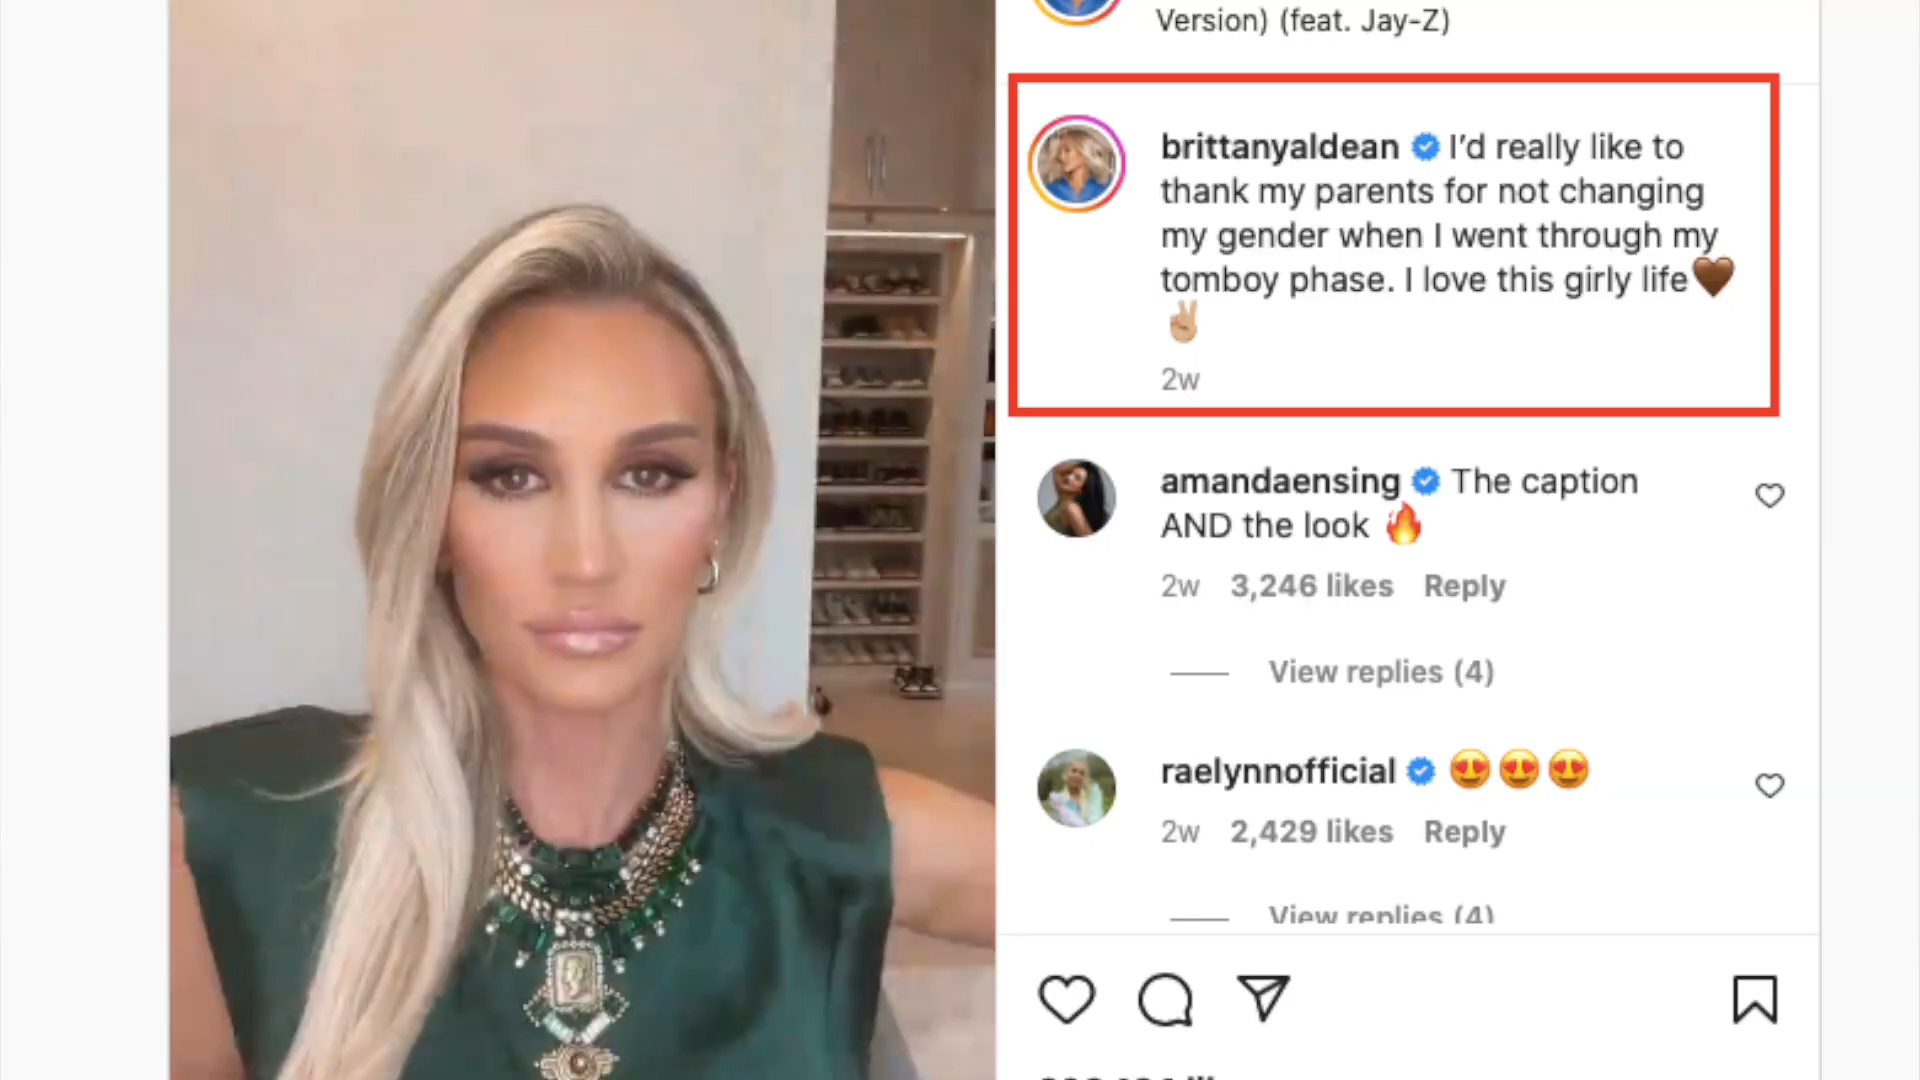 Version) (feat. Jay-Z)
brittanyaldean I’d really like to
thank my parents for not changing
my gender when I went through my
tomboy phase. I love this girly life🤎
✌🏼
2w
amandaensing The caption
AND the look 🔥
2w 3,246 likes Reply
View replies (4)
raelynnofficial 😍😍😍
2w 2,429 likes Reply
View replies (4)